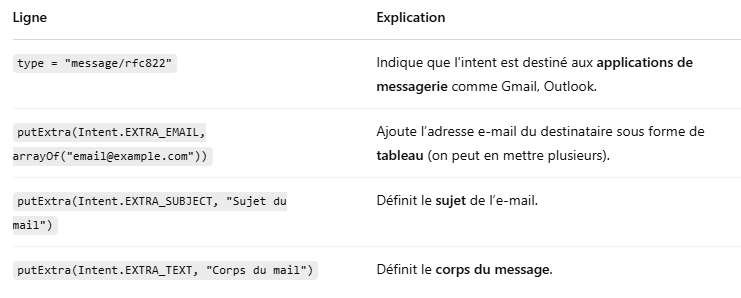 Ligne Explication
type = "message/rfc822" Indique que l'intent est destiné aux applications de
messagerie comme Gmail, Outlook.
putExtra(Intent.EXTRA_EMAIL, Ajoute l’adresse e-mail du destinataire sous forme de
arrayOf("email@example.com")) tableau (on peut en mettre plusieurs).
putExtra(Intent.EXTRA_SUBJECT, "Sujet du Définit le sujet de l’e-mail.
mail")
putExtra(Intent.EXTRA_TEXT, "Corps du mail") Définit le corps du message.